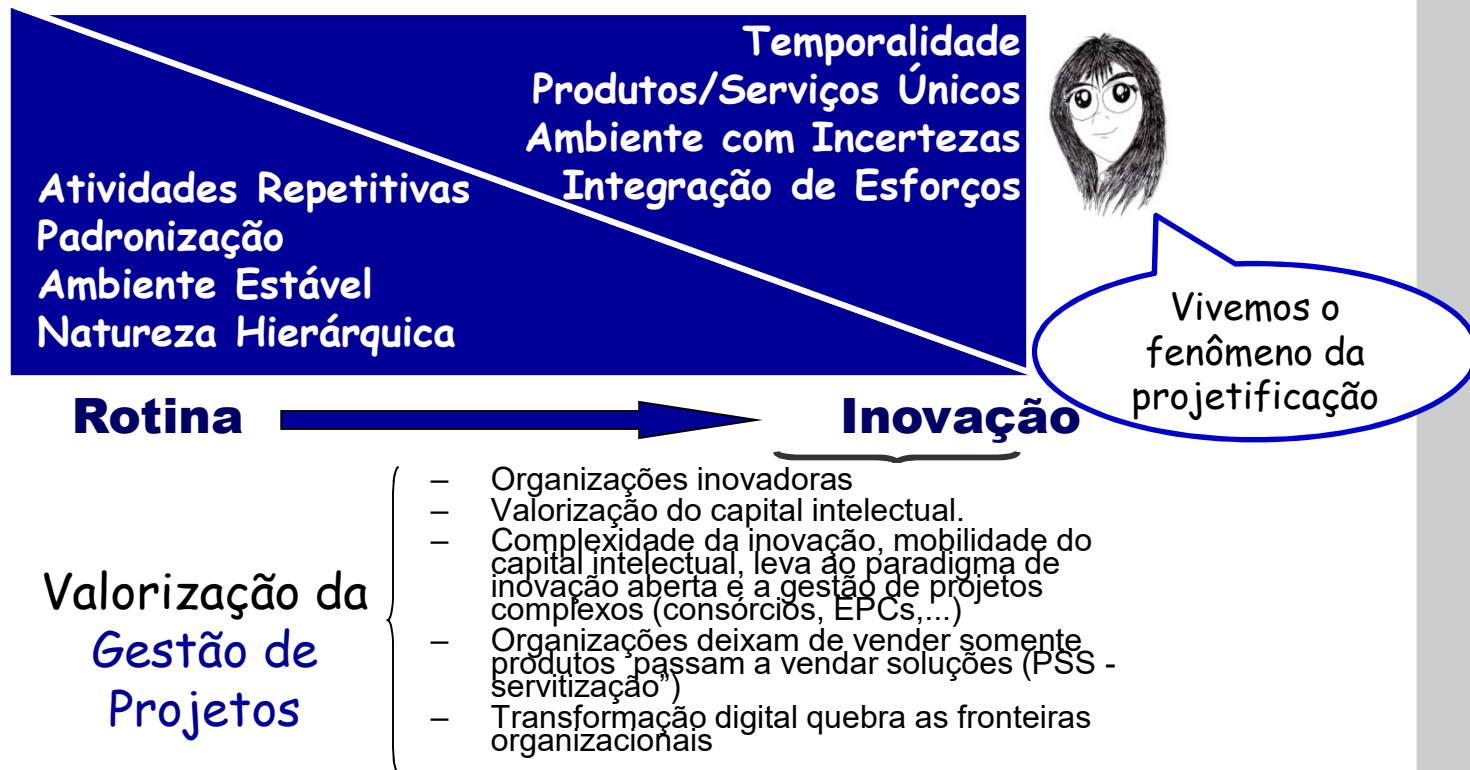 Temporalidade
Produtos/Serviços Únicos
Ambiente com Incertezas
Integração de Esforços
Atividades Repetitivas
Padronização
Ambiente Estável
Natureza Hierárquica
Vivemos o
fenômeno da
projetificação
Rotina
Inovação
Valorização da
Gestão de
Projetos
– Organizações inovadoras
– Valorização do capital intelectual.
– Complexidade da inovação, mobilidade do
capital intelectual, leva ao paradigma de
inovação aberta e a gestão de projetos
complexos (consórcios, EPCs,...)
– Organizações deixam de vender somente
produtos “passam a vendar soluções (PSS -
servitização”)
– Transformação digital quebra as fronteiras
organizacionais